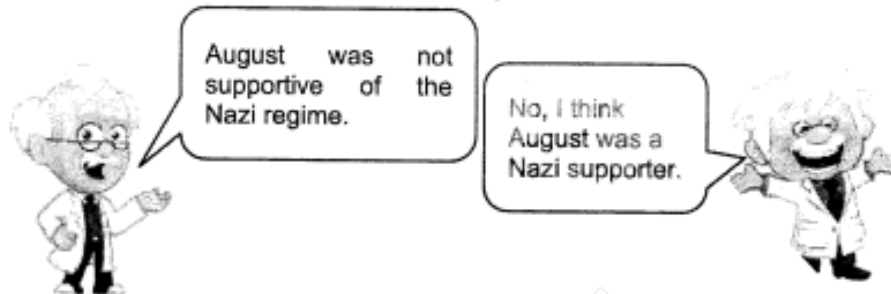 August was not
supportive of the
Nazi regime.
No, I think
August was a
Nazi supporter.